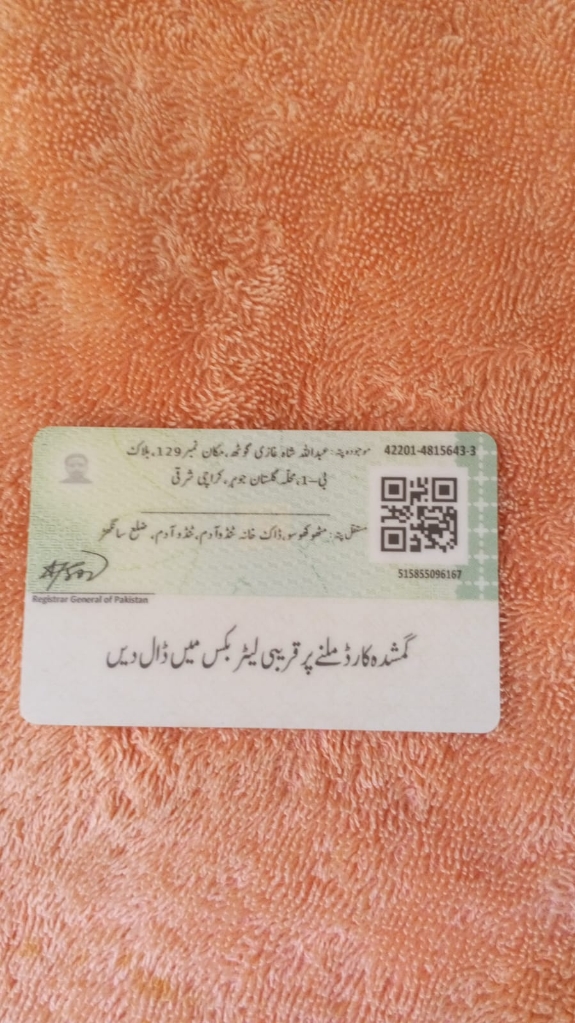 موجودہ پتہ: عبداللہ شاہ غازی گوٹھ، مکان نمبر 129، بلاک
42201-4815643-3
بی-1، محلہ گلستان جوہر، کراچی شرقی
مستقل پتہ: ڈاک خانہ ٹنڈو آدم، ٹنڈو آدم، ضلع سانگھڑ
515855096167
Registrar General of Pakistan
گمشدہ کارڈ ملنے پر قریبی لیٹر بکس میں ڈال دیں